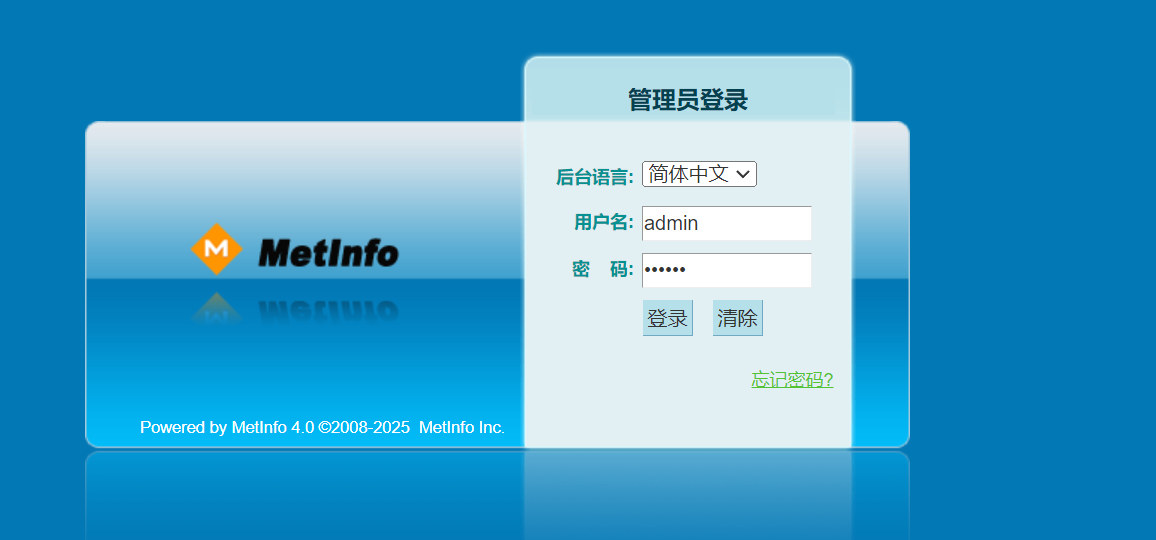 管理员登录
后台语言: 简体中文
用户名: admin
密 码: ••••••
登录 清除
忘记密码?
M MetInfo
Powered by MetInfo 4.0 ©2008-2025 MetInfo Inc.